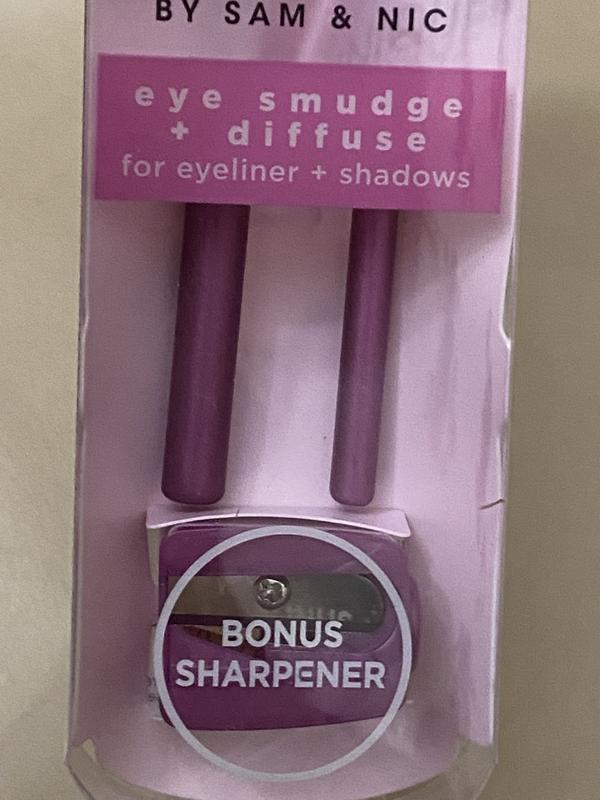 BY SAM & NIC
eye smudge
+ diffuse
for eyeliner + shadows
BONUS
SHARPENER